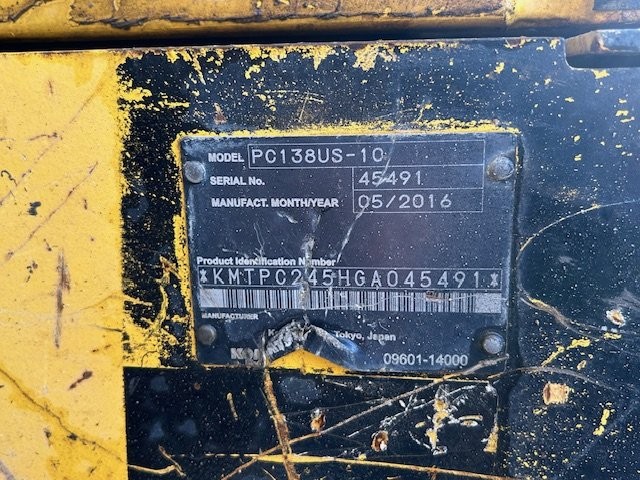 MODEL PC138US-10
SERIAL No. 45491
MANUFACT. MONTH/YEAR 05/2016
Product Identification Number
*KMTPC245HGA045491*
MANUFACTURER
Tokyo, Japan
09601-14000